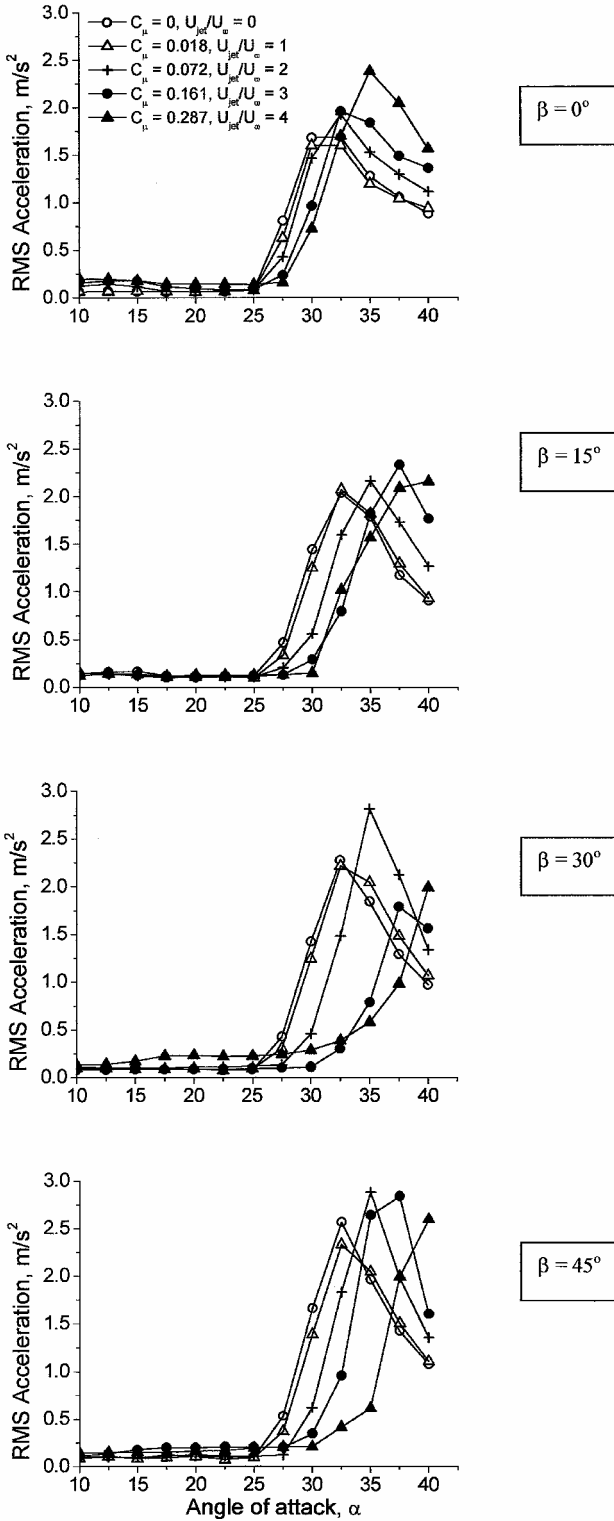 C_μ = 0, U_jet/U_∞ = 0
C_μ = 0.018, U_jet/U_∞ = 1
C_μ = 0.072, U_jet/U_∞ = 2
C_μ = 0.161, U_jet/U_∞ = 3
C_μ = 0.287, U_jet/U_∞ = 4
RMS Acceleration, m/s²
3.0
2.5
2.0
1.5
1.0
0.5
0.0
10 15 20 25 30 35 40
β = 0°
RMS Acceleration, m/s²
3.0
2.5
2.0
1.5
1.0
0.5
0.0
10 15 20 25 30 35 40
β = 15°
RMS Acceleration, m/s²
3.0
2.5
2.0
1.5
1.0
0.5
0.0
10 15 20 25 30 35 40
β = 30°
RMS Acceleration, m/s²
3.0
2.5
2.0
1.5
1.0
0.5
0.0
10 15 20 25 30 35 40
Angle of attack, α
β = 45°